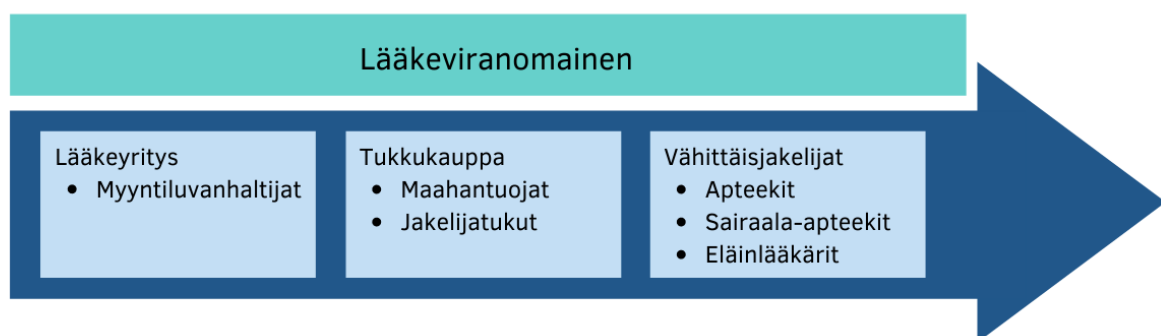 Lääkeviranomainen
Lääkeyritys
• Myyntiluvanhaltijat
Tukkukauppa
• Maahantuojat
• Jakelijatukut
Vähittäisjakelijat
• Apteekit
• Sairaala-apteekit
• Eläinlääkärit